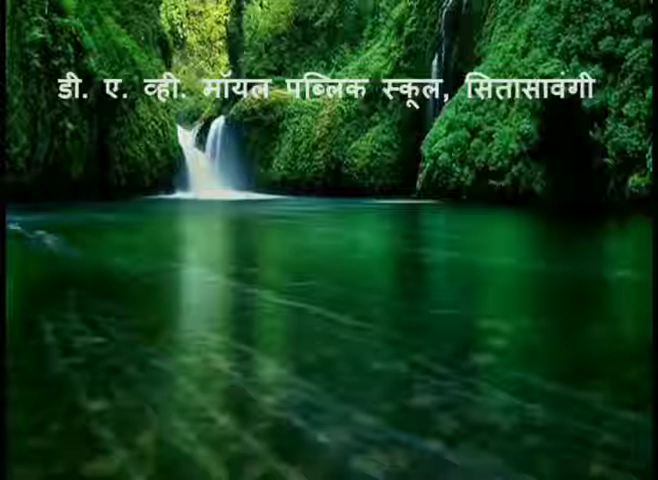 डी. ए. व्ही. मॉयल पब्लिक स्कूल, सितासावंगी